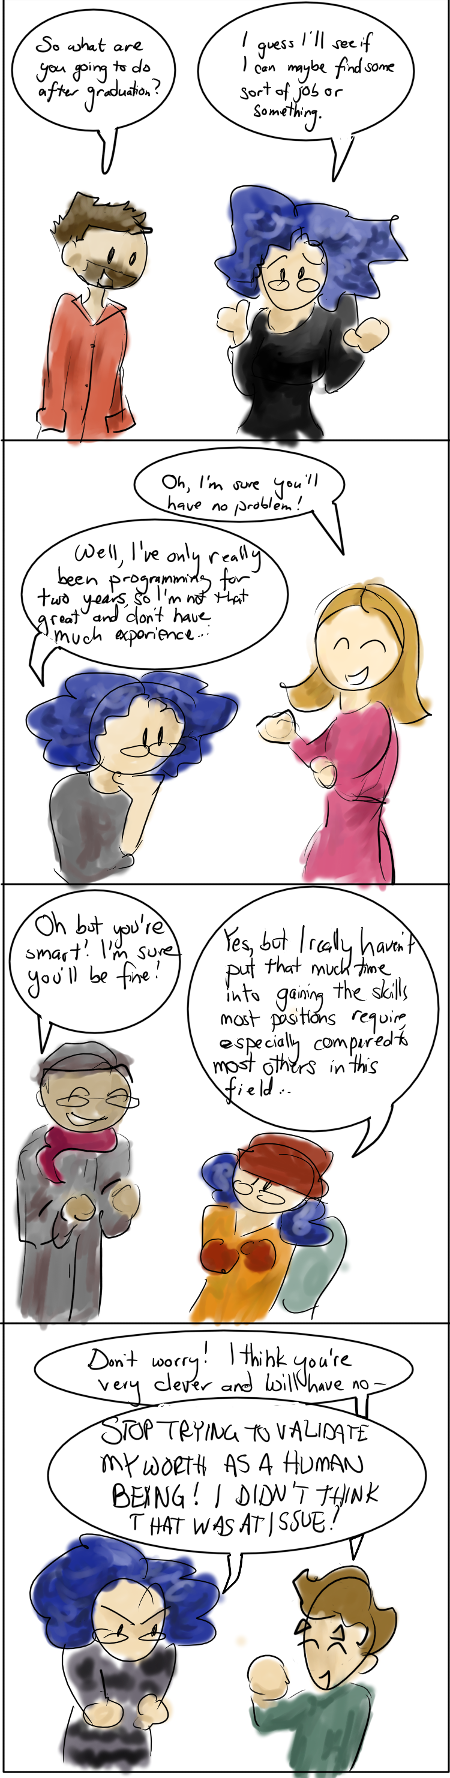 So what are
you going to do
after graduation?
I guess I'll see if
I can maybe find some
sort of job or
something.
Oh, I'm sure you'll
have no problem!
Well, I've only really
been programming for
two years, so I'm not that
great and don't have
much experience...
Oh but you're
smart! I'm sure
you'll be fine!
Yes, but I really haven't
put that much time
into gaining the skills
most positions require,
especially compared to
most others in this
field...
Don't worry! I think you're
very clever and will have no-
STOP TRYING TO VALIDATE
MY WORTH AS A HUMAN
BEING! I DIDN'T THINK
THAT WAS AT ISSUE!